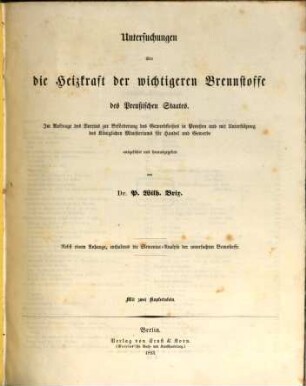 Untersuchungen
über
die Heizkraft der wichtigeren Brennstoffe
des Preußischen Staates.
Im Auftrage des Vereins zur Beförderung des Gewerbfleißes in Preußen und mit Unterstützung
des Königlichen Ministeriums für Handel und Gewerbe
ausgeführt und herausgegeben
von
Dr. P. Wilh. Brix.
Nebst einem Anhange, enthaltend die Elementar-Analyse der untersuchten Brennstoffe.
Mit zwei Kupfertafeln.
Berlin.
Verlag von Ernst & Korn.
1853.